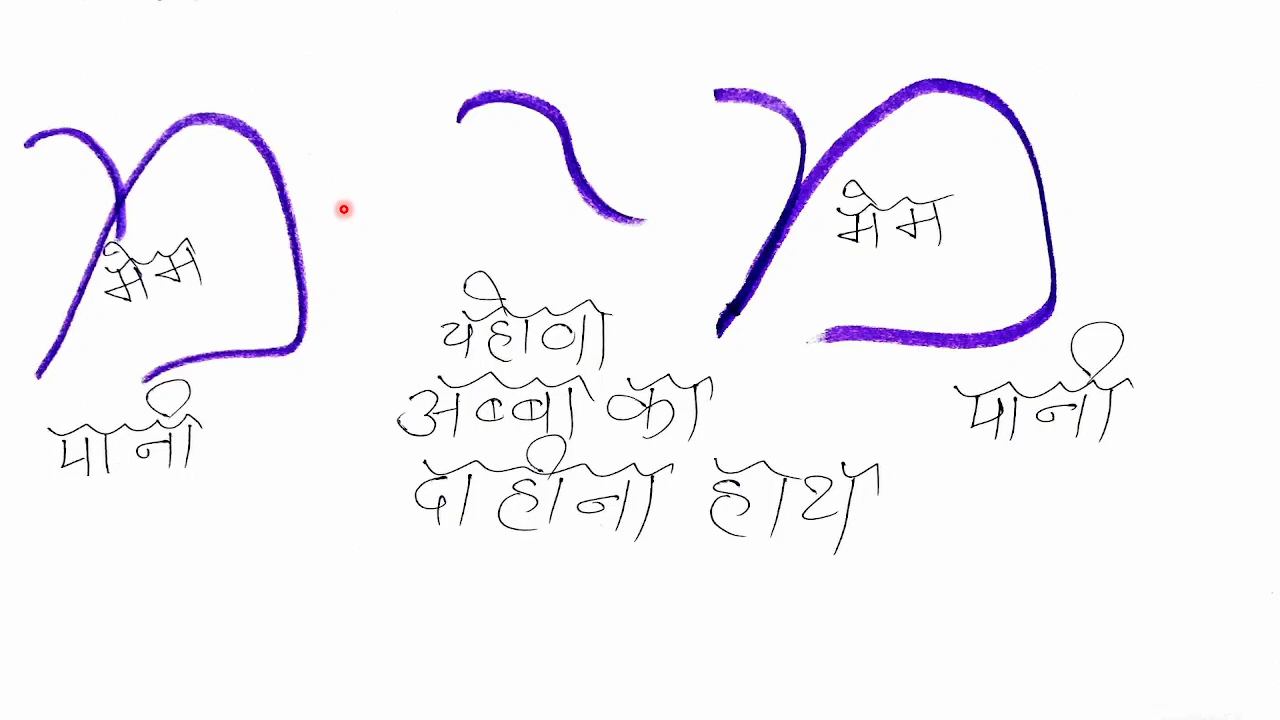 מ י מ
मेम
पानी
यहोवा
अब्बा का
दाहीना हाथ
मेम
पानी